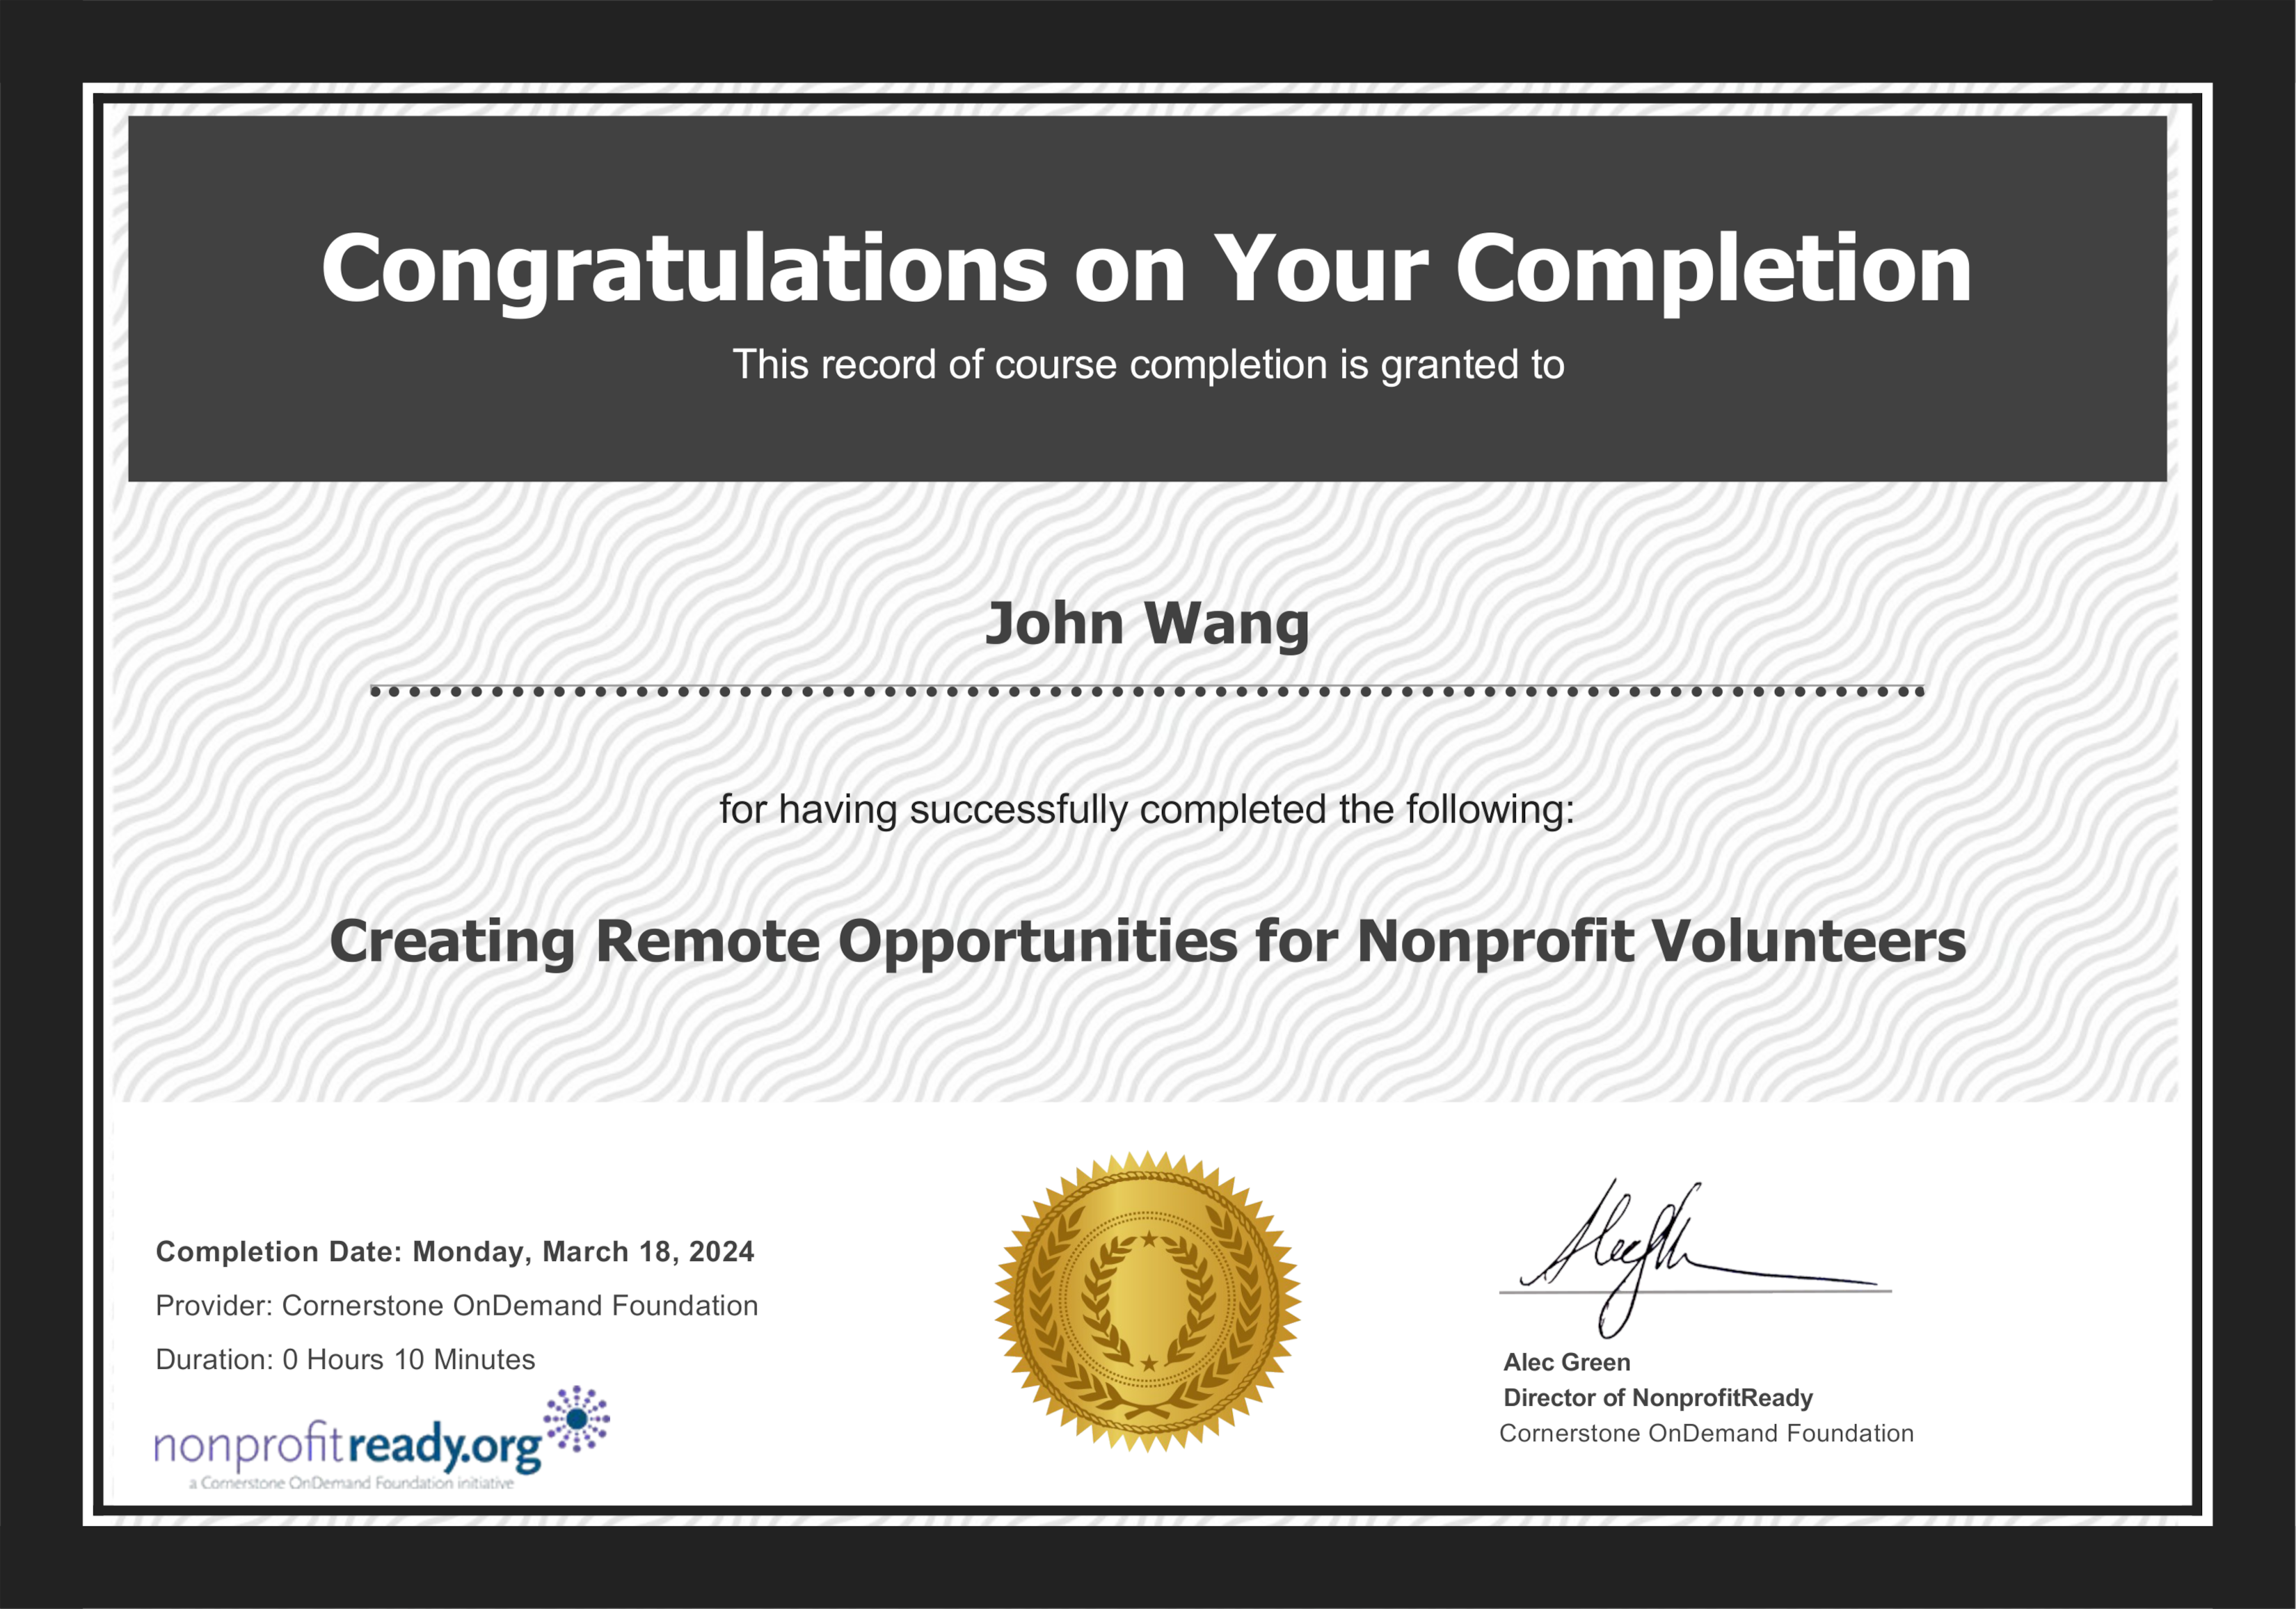 Congratulations on Your Completion
This record of course completion is granted to
John Wang
for having successfully completed the following:
Creating Remote Opportunities for Nonprofit Volunteers
Completion Date: Monday, March 18, 2024
Provider: Cornerstone OnDemand Foundation
Duration: 0 Hours 10 Minutes
nonprofitready.org
a Cornerstone OnDemand Foundation initiative
Alec Green
Director of NonprofitReady
Cornerstone OnDemand Foundation